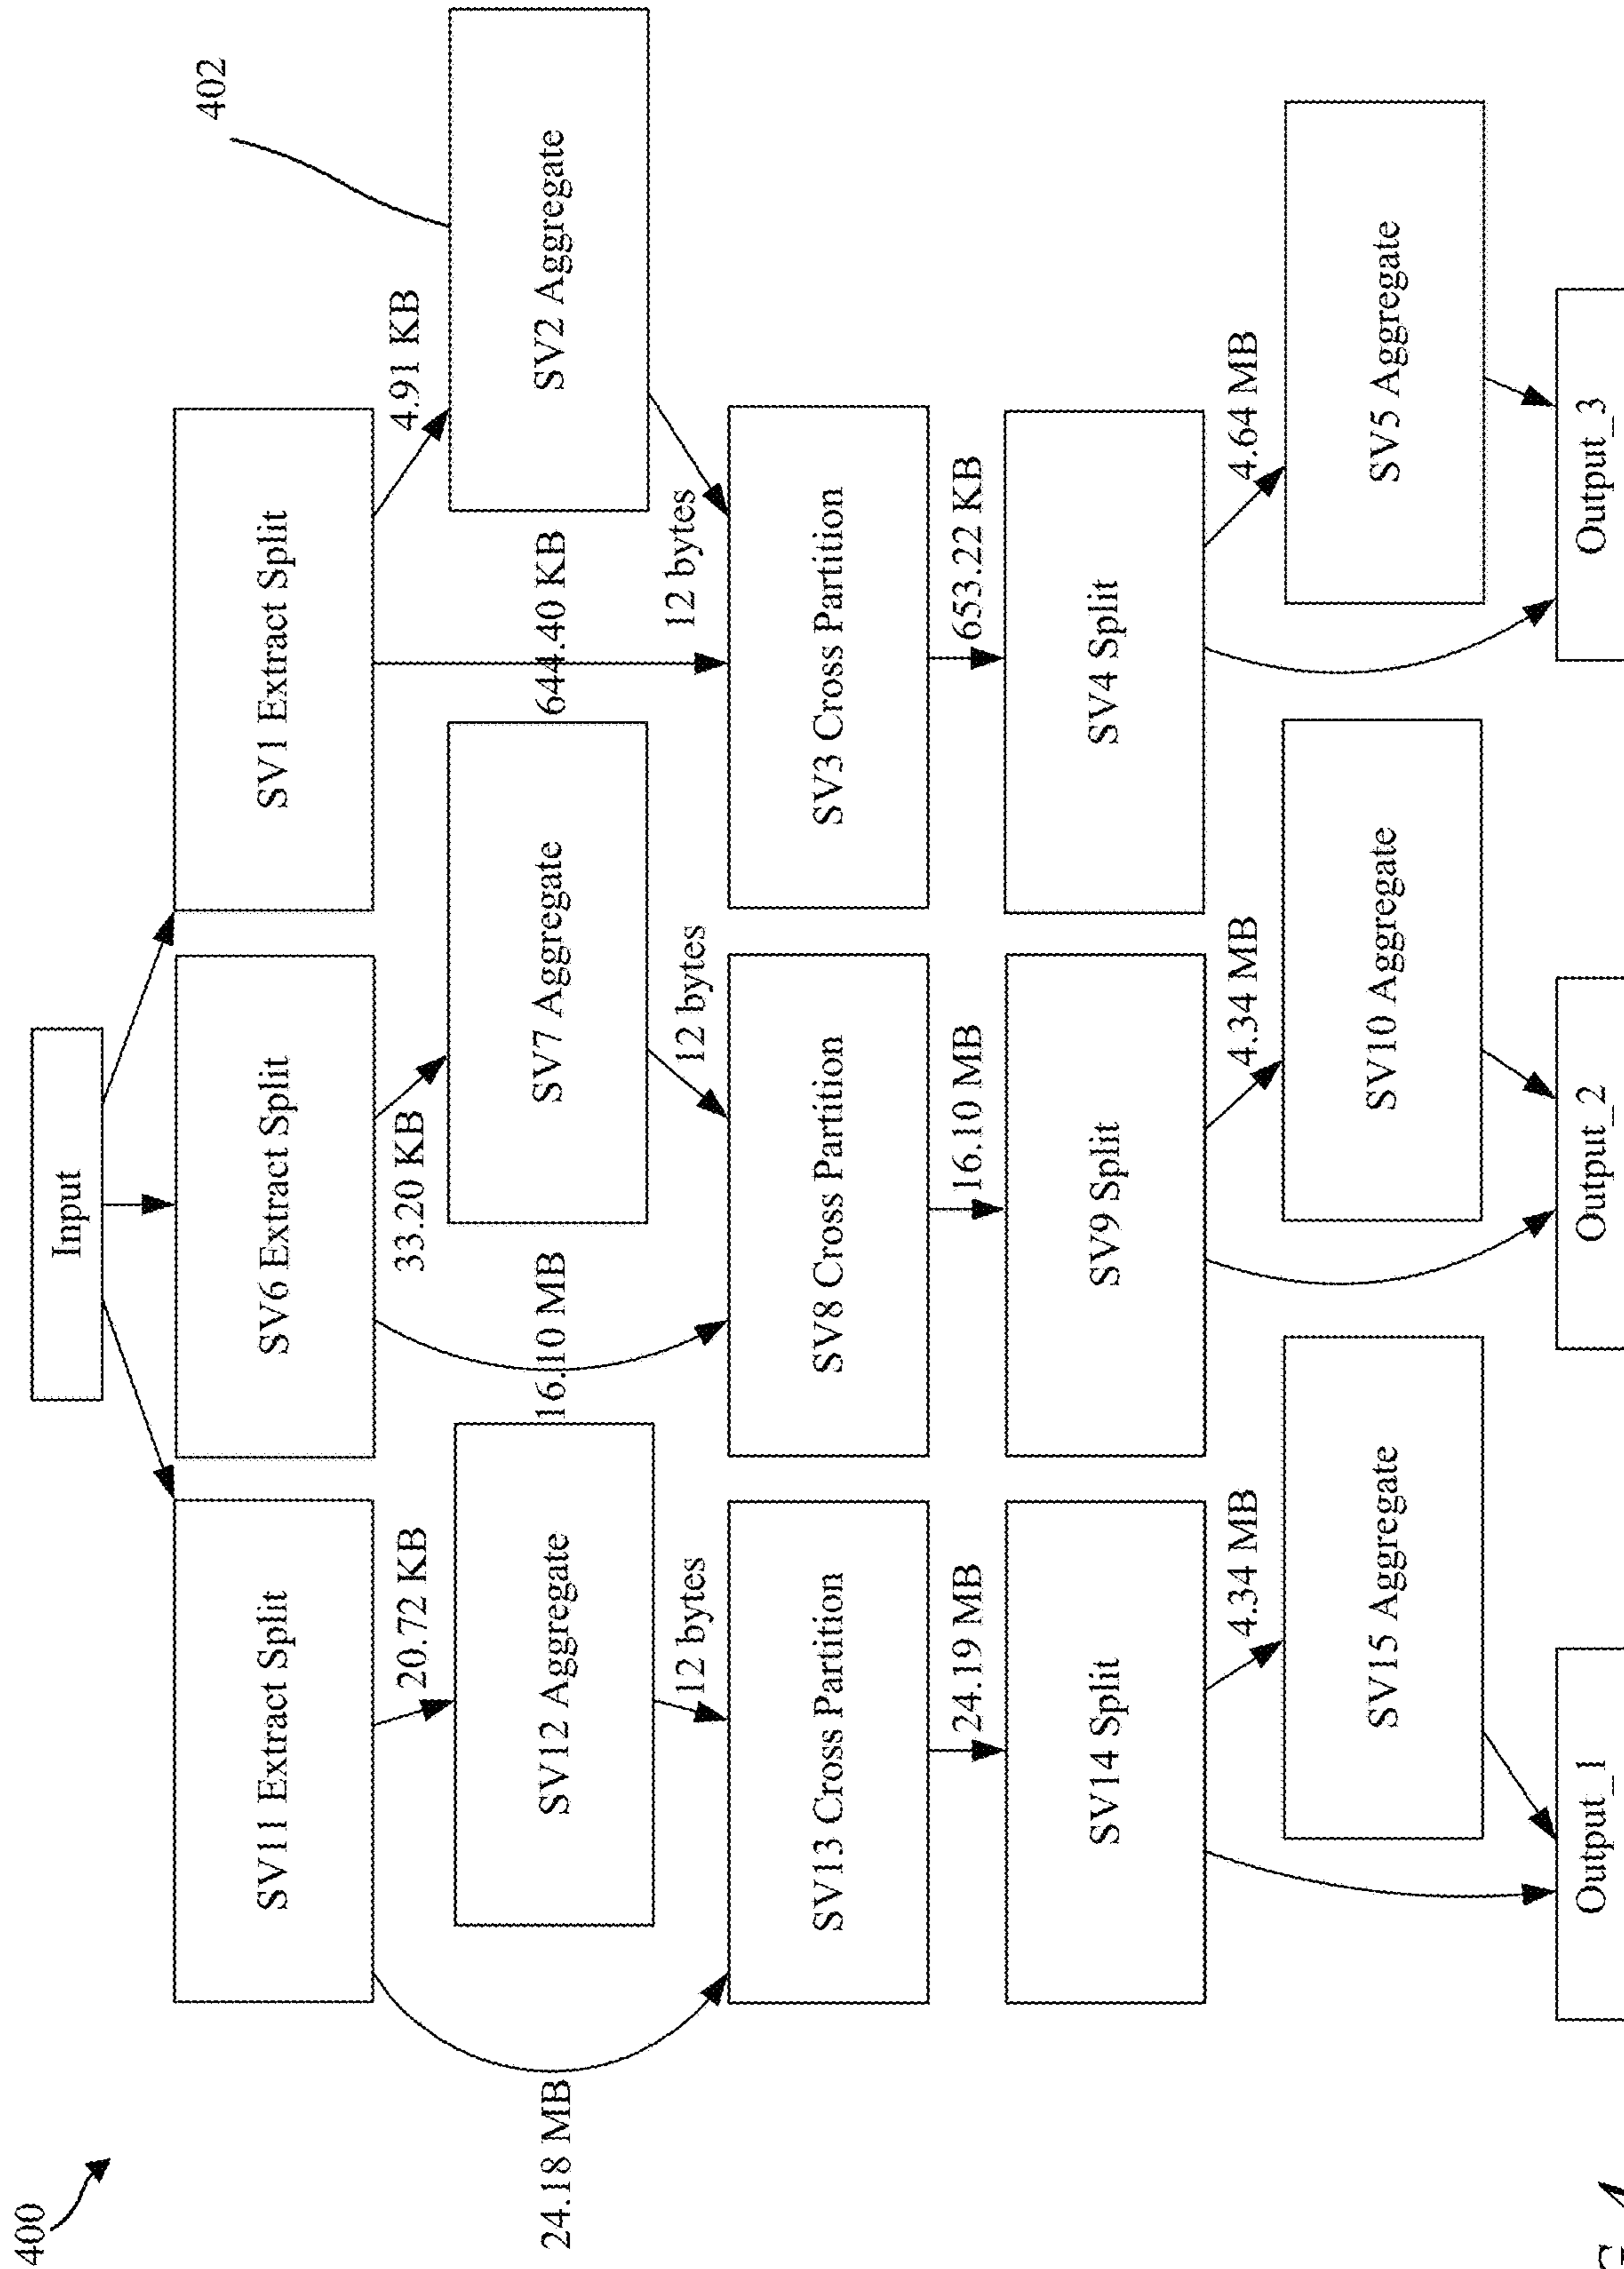 400
Input
402
SV11 Extract Split
SV6 Extract Split
SV1 Extract Split
20.72 KB
33.20 KB
4.91 KB
SV12 Aggregate
SV7 Aggregate
SV2 Aggregate
24.18 MB
16.10 MB
644.40 KB
12 bytes
12 bytes
12 bytes
SV13 Cross Partition
SV8 Cross Partition
SV3 Cross Partition
24.19 MB
16.10 MB
653.22 KB
SV14 Split
SV9 Split
SV4 Split
4.34 MB
4.34 MB
4.64 MB
SV15 Aggregate
SV10 Aggregate
SV5 Aggregate
Output_1
Output_2
Output_3